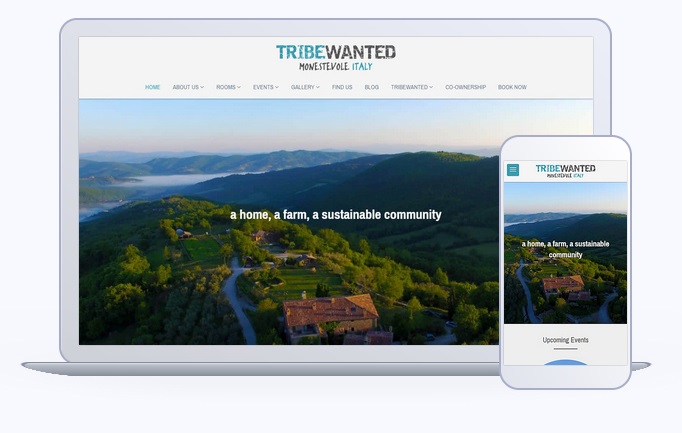 TRIBEWANTED
MONESTEVOLE ITALY
HOME ABOUT US ROOMS EVENTS GALLERY FIND US BLOG TRIBEWANTED CO-OWNERSHIP BOOK NOW
a home, a farm, a sustainable community
TRIBEWANTED
MONESTEVOLE ITALY
a home, a farm, a sustainable
community
Upcoming Events